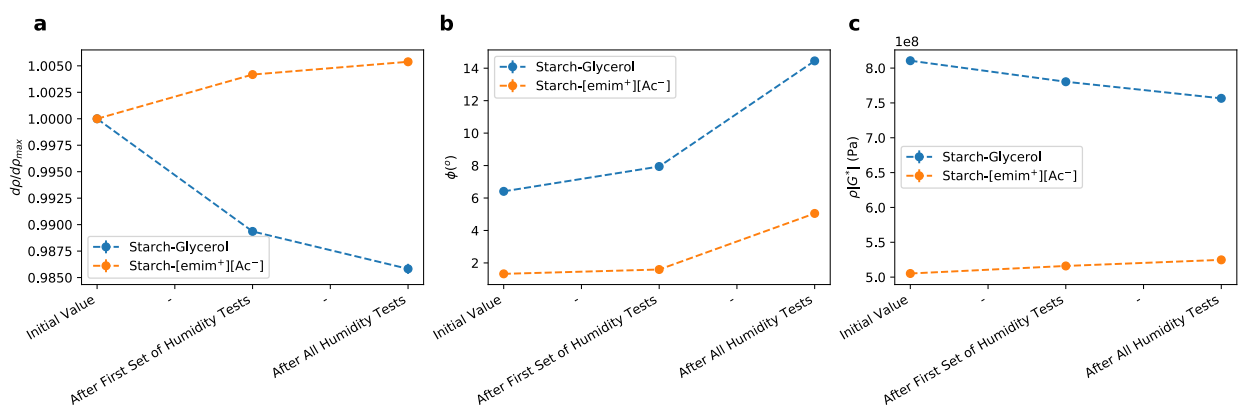 a
1.0050
1.0025
1.0000
0.9975
0.9950
0.9925
0.9900
0.9875
0.9850
dρ/dρmax
Starch-Glycerol
Starch-[emim⁺][Ac⁻]
Initial Value
-
After First Set of Humidity Tests
-
After All Humidity Tests
b
14
12
10
8
6
4
2
ϕ(°)
Starch-Glycerol
Starch-[emim⁺][Ac⁻]
Initial Value
-
After First Set of Humidity Tests
-
After All Humidity Tests
c
1e8
8.0
7.5
7.0
6.5
6.0
5.5
5.0
ρ|G*| (Pa)
Starch-Glycerol
Starch-[emim⁺][Ac⁻]
Initial Value
-
After First Set of Humidity Tests
-
After All Humidity Tests